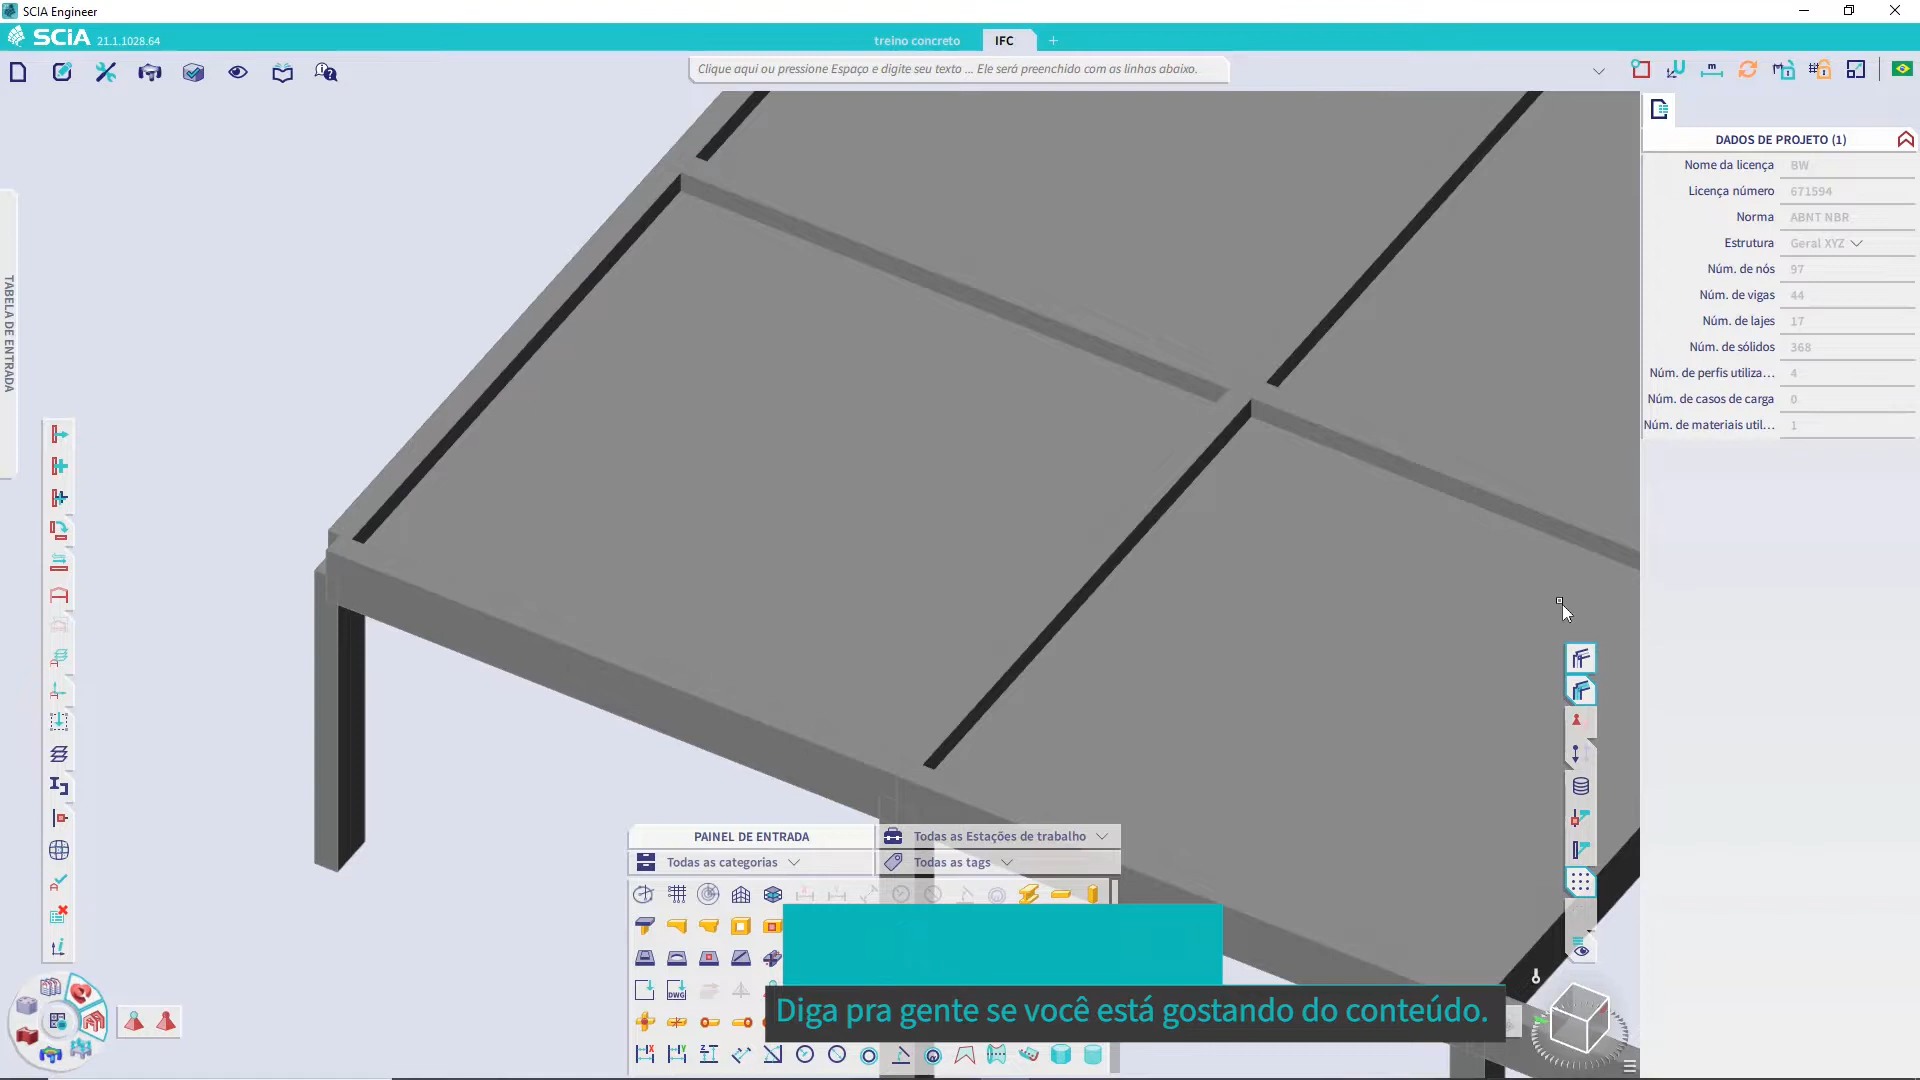 SCIA Engineer
SCIA 21.1.1028.64
treino concreto
IFC
Clique aqui ou pressione Espaço e digite seu texto ... Ele será preenchido com as linhas abaixo.
DADOS DE PROJETO (1)
Nome da licença BW
Licença número 671594
Norma ABNT NBR
Estrutura Geral XYZ
Núm. de nós 97
Núm. de vigas 44
Núm. de lajes 17
Núm. de sólidos 368
Núm. de perfis utiliza... 4
Núm. de casos de carga 0
Núm. de materiais util... 1
TABELA DE ENTRADA
PAINEL DE ENTRADA
Todas as Estações de trabalho
Todas as categorias
Todas as tags
DWG
Diga pra gente se você está gostando do conteúdo.